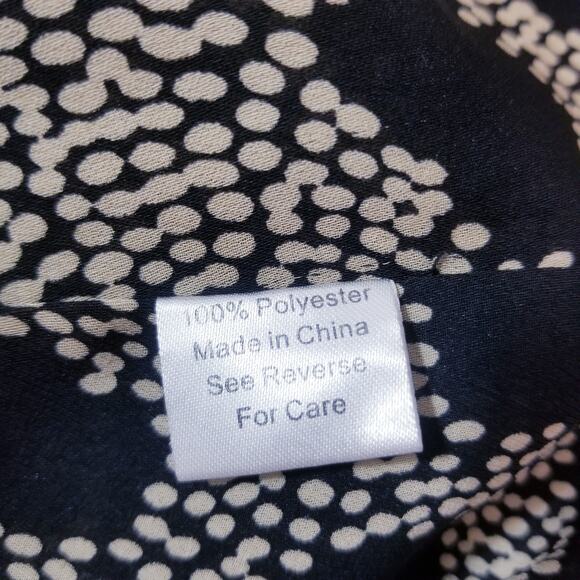 100% Polyester
Made in China
See Reverse
For Care